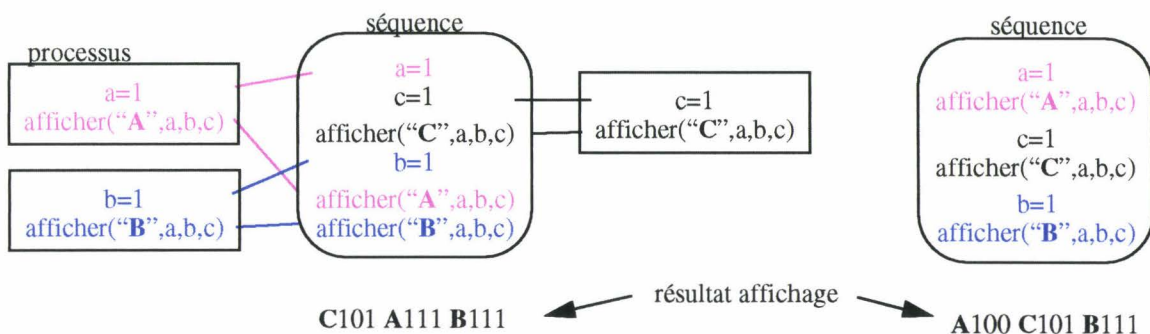 processus
a=1
afficher(“A”,a,b,c)
b=1
afficher(“B”,a,b,c)
séquence
a=1
c=1
afficher(“C”,a,b,c)
b=1
afficher(“A”,a,b,c)
afficher(“B”,a,b,c)
c=1
afficher(“C”,a,b,c)
séquence
a=1
afficher(“A”,a,b,c)
c=1
afficher(“C”,a,b,c)
b=1
afficher(“B”,a,b,c)
résultat affichage
C101 A111 B111
A100 C101 B111